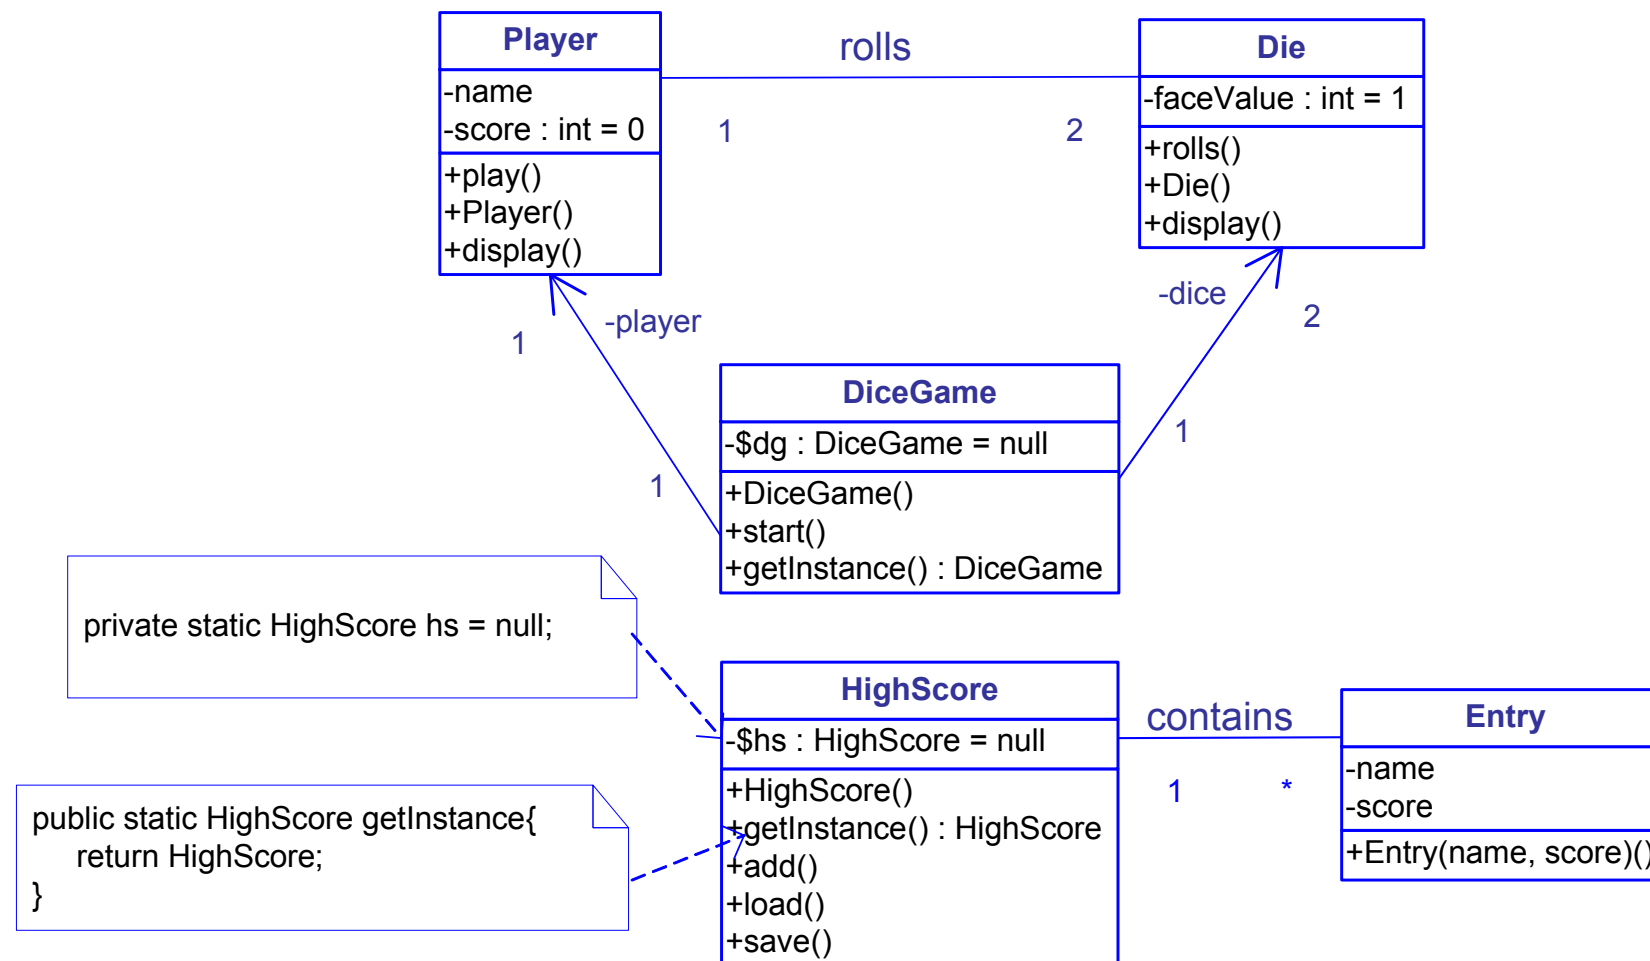 Player
-name
-score : int = 0
+play()
+Player()
+display()
rolls
1
2
Die
-faceValue : int = 1
+rolls()
+Die()
+display()
-player
1
1
-dice
2
1
DiceGame
-$dg : DiceGame = null
+DiceGame()
+start()
+getInstance() : DiceGame
private static HighScore hs = null;
public static HighScore getInstance{
return HighScore;
}
HighScore
-$hs : HighScore = null
+HighScore()
+getInstance() : HighScore
+add()
+load()
+save()
contains
1
*
Entry
-name
-score
+Entry(name, score)()